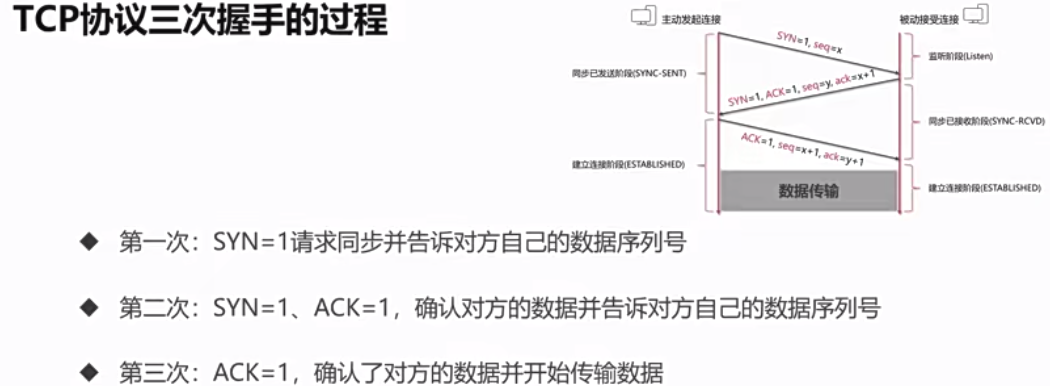 TCP协议三次握手的过程
主动发起连接
被动接受连接
SYN=1, seq=x
监听阶段(Listen)
同步已发送阶段(SYNC-SENT)
SYN=1, ACK=1, seq=y, ack=x+1
同步已接收阶段(SYNC-RCVD)
ACK=1, seq=x+1, ack=y+1
建立连接阶段(ESTABLISHED)
数据传输
建立连接阶段(ESTABLISHED)
第一次：SYN=1请求同步并告诉对方自己的数据序列号
第二次：SYN=1、ACK=1，确认对方的数据并告诉对方自己的数据序列号
第三次：ACK=1，确认了对方的数据并开始传输数据